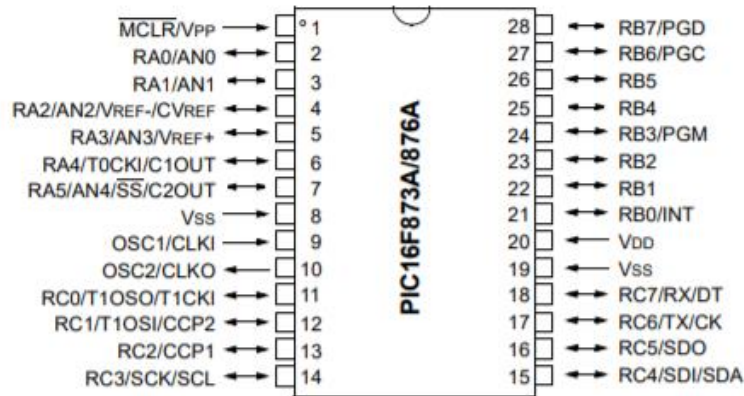 MCLR/VPP 1
RA0/AN0 2
RA1/AN1 3
RA2/AN2/VREF-/CVREF 4
RA3/AN3/VREF+ 5
RA4/T0CKI/C1OUT 6
RA5/AN4/SS/C2OUT 7
VSS 8
OSC1/CLKI 9
OSC2/CLKO 10
RC0/T1OSO/T1CKI 11
RC1/T1OSI/CCP2 12
RC2/CCP1 13
RC3/SCK/SCL 14
PIC16F873A/876A
28 RB7/PGD
27 RB6/PGC
26 RB5
25 RB4
24 RB3/PGM
23 RB2
22 RB1
21 RB0/INT
20 VDD
19 VSS
18 RC7/RX/DT
17 RC6/TX/CK
16 RC5/SDO
15 RC4/SDI/SDA